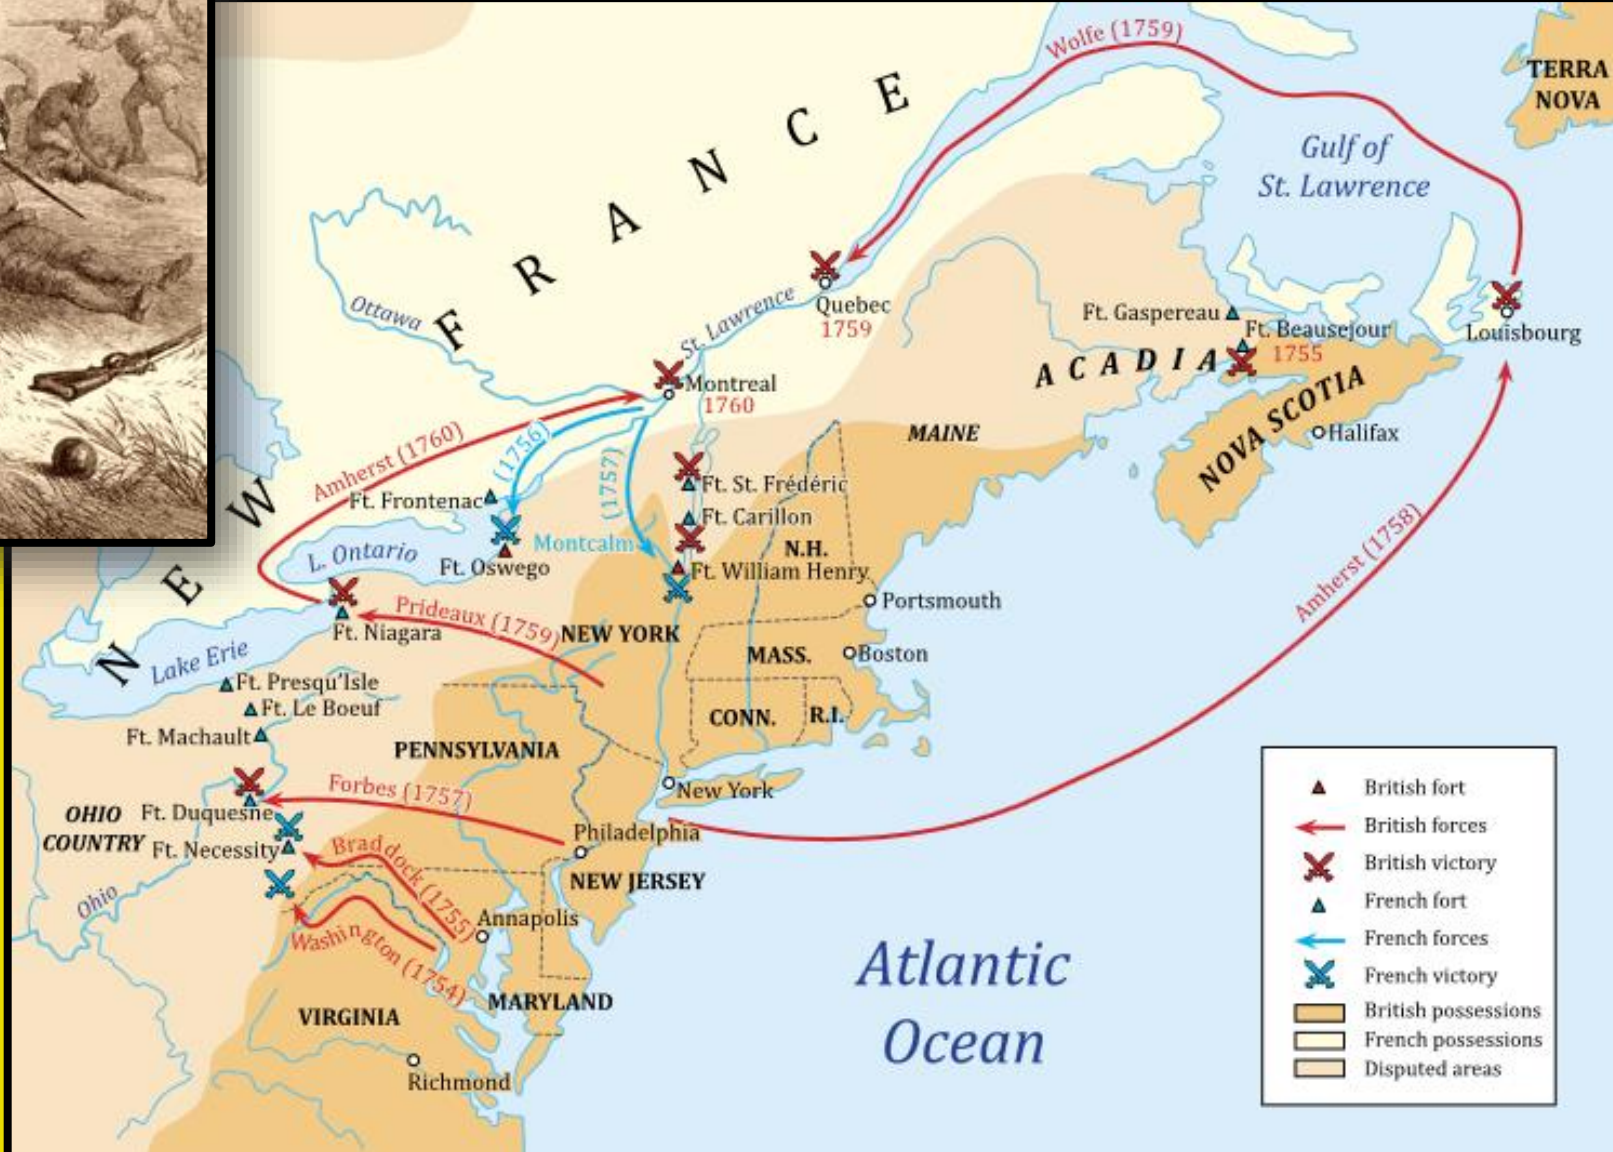 Wolfe (1759)
TERRA
NOVA
NEW FRANCE
Gulf of
St. Lawrence
Ottawa
St. Lawrence
Quebec
1759
Ft. Gaspereau
Ft. Beausejour
1755
Louisbourg
ACADIA
Montreal
1760
NOVA SCOTIA
Halifax
MAINE
Amherst (1760)
(1756)
(1757)
Ft. Frontenac
Ft. St. Frédéric
Ft. Carillon
L. Ontario
Montcalm
Ft. Oswego
N.H.
Ft. William Henry
Amherst (1758)
Portsmouth
Prideaux (1759)
Ft. Niagara
NEW YORK
Lake Erie
MASS.
Boston
Ft. Presqu'Isle
Ft. Le Boeuf
CONN.
R.I.
Ft. Machault
PENNSYLVANIA
Forbes (1757)
New York
OHIO
COUNTRY
Ft. Duquesne
Philadelphia
Ft. Necessity
Braddock (1755)
NEW JERSEY
Ohio
Annapolis
Washington (1754)
MARYLAND
VIRGINIA
Richmond
Atlantic
Ocean
British fort
British forces
British victory
French fort
French forces
French victory
British possessions
French possessions
Disputed areas